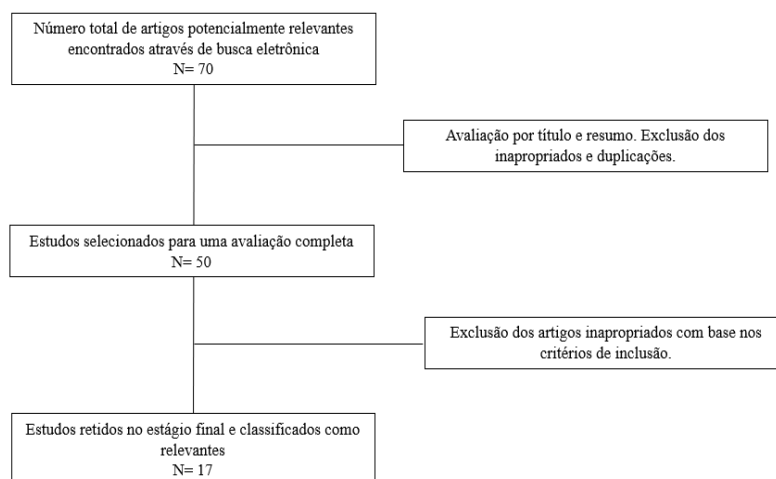 Número total de artigos potencialmente relevantes
encontrados através de busca eletrônica
N= 70
Avaliação por título e resumo. Exclusão dos
inapropriados e duplicações.
Estudos selecionados para uma avaliação completa
N= 50
Exclusão dos artigos inapropriados com base nos
critérios de inclusão.
Estudos retidos no estágio final e classificados como
relevantes
N= 17